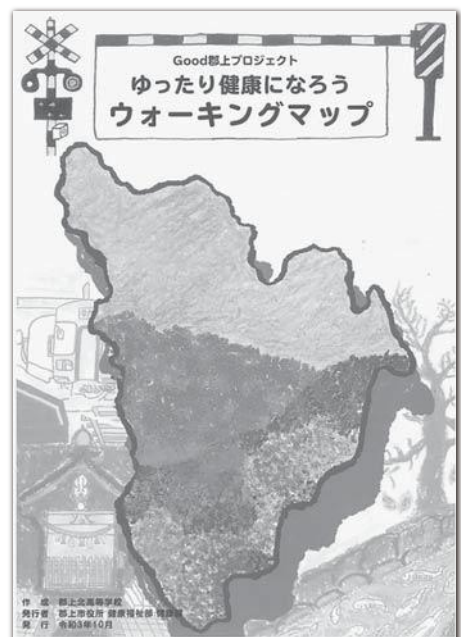 Good郡上プロジェクト
ゆったり健康になろう
ウォーキングマップ
作　成　郡上北高等学校
発行者　郡上市役所 健康福祉部 健康課
発　行　令和3年10月